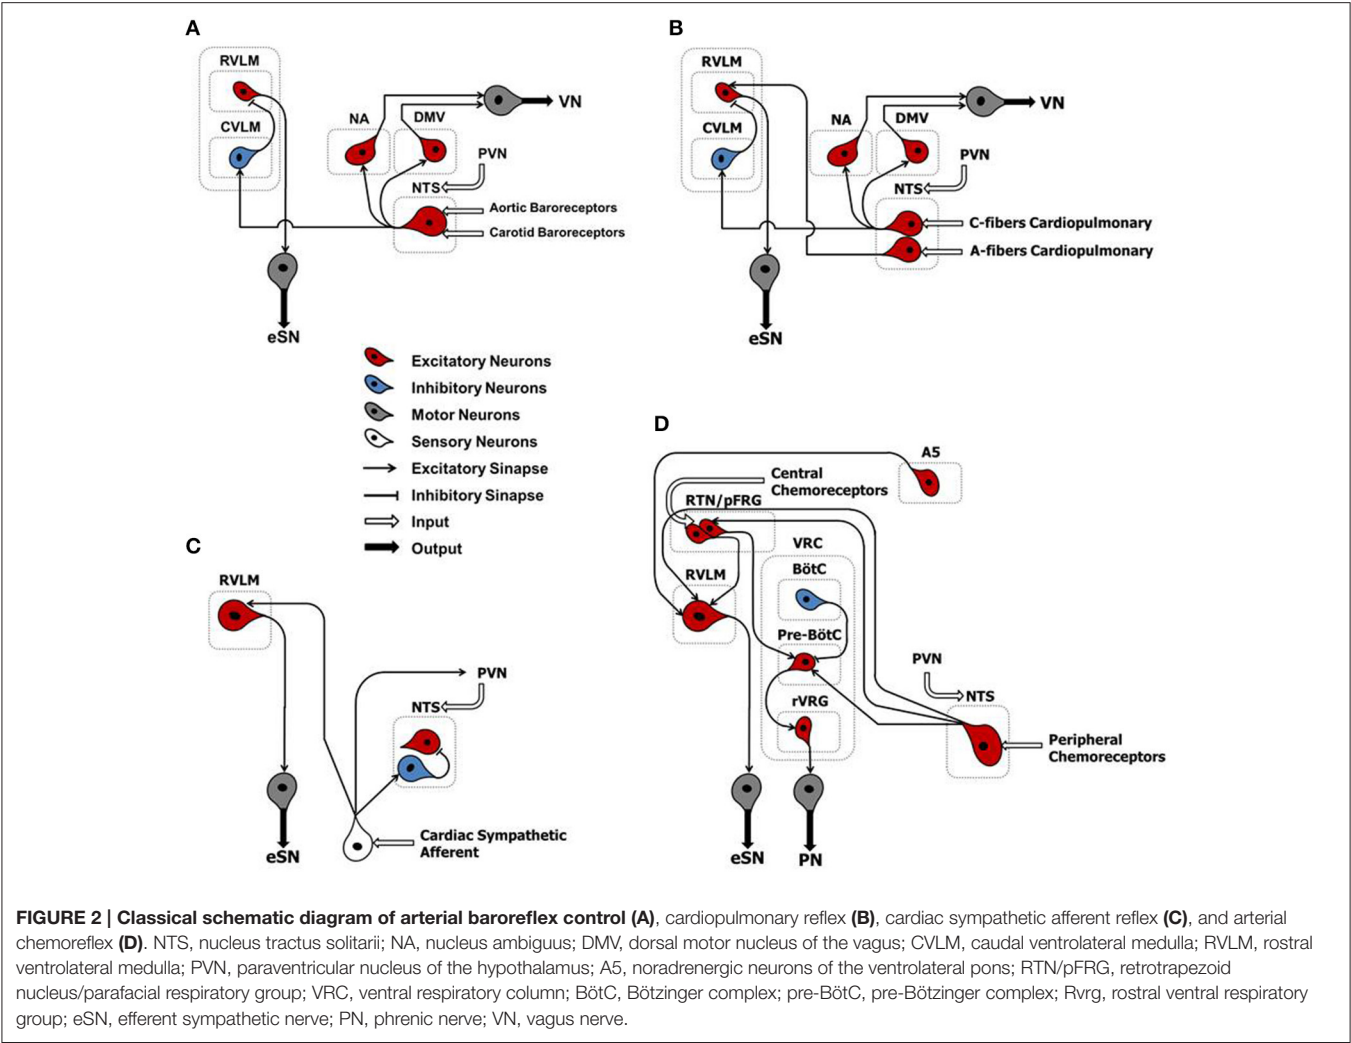 A
RVLM
CVLM
NA
DMV
VN
PVN
NTS
Aortic Baroreceptors
Carotid Baroreceptors
eSN
B
RVLM
CVLM
NA
DMV
VN
PVN
NTS
C-fibers Cardiopulmonary
A-fibers Cardiopulmonary
eSN
Excitatory Neurons
Inhibitory Neurons
Motor Neurons
Sensory Neurons
Excitatory Sinapse
Inhibitory Sinapse
Input
Output
C
RVLM
PVN
NTS
Cardiac Sympathetic
Afferent
eSN
D
A5
Central
Chemoreceptors
RTN/pFRG
VRC
BötC
RVLM
Pre-BötC
rVRG
PVN
NTS
Peripheral
Chemoreceptors
eSN
PN
FIGURE 2 | Classical schematic diagram of arterial baroreflex control (A), cardiopulmonary reflex (B), cardiac sympathetic afferent reflex (C), and arterial
chemoreflex (D). NTS, nucleus tractus solitarii; NA, nucleus ambiguus; DMV, dorsal motor nucleus of the vagus; CVLM, caudal ventrolateral medulla; RVLM, rostral
ventrolateral medulla; PVN, paraventricular nucleus of the hypothalamus; A5, noradrenergic neurons of the ventrolateral pons; RTN/pFRG, retrotrapezoid
nucleus/parafacial respiratory group; VRC, ventral respiratory column; BötC, Bötzinger complex; pre-BötC, pre-Bötzinger complex; Rvrg, rostral ventral respiratory
group; eSN, efferent sympathetic nerve; PN, phrenic nerve; VN, vagus nerve.